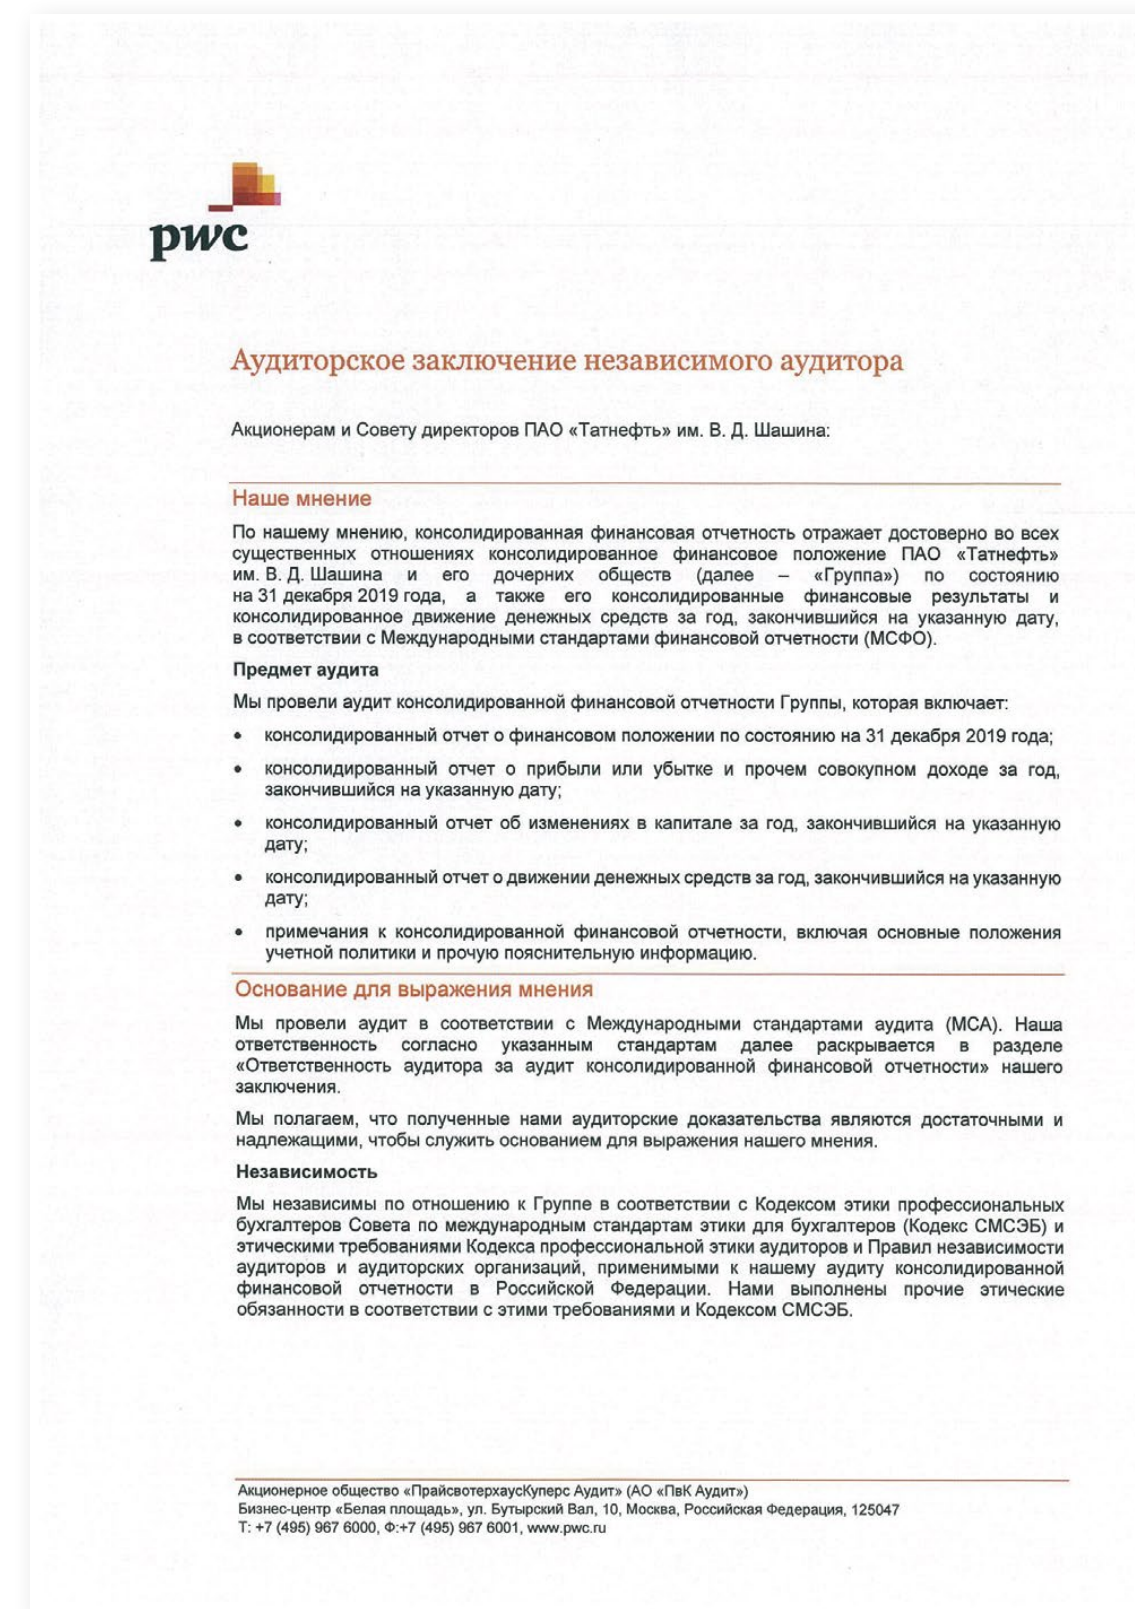 pwc
Аудиторское заключение независимого аудитора
Акционерам и Совету директоров ПАО «Татнефть» им. В. Д. Шашина:
Наше мнение
По нашему мнению, консолидированная финансовая отчетность отражает достоверно во всех
существенных отношениях консолидированное финансовое положение ПАО «Татнефть»
им. В. Д. Шашина и его дочерних обществ (далее – «Группа») по состоянию
на 31 декабря 2019 года, а также его консолидированные финансовые результаты и
консолидированное движение денежных средств за год, закончившийся на указанную дату,
в соответствии с Международными стандартами финансовой отчетности (МСФО).
Предмет аудита
Мы провели аудит консолидированной финансовой отчетности Группы, которая включает:
• консолидированный отчет о финансовом положении по состоянию на 31 декабря 2019 года;
• консолидированный отчет о прибыли или убытке и прочем совокупном доходе за год,
закончившийся на указанную дату;
• консолидированный отчет об изменениях в капитале за год, закончившийся на указанную
дату;
• консолидированный отчет о движении денежных средств за год, закончившийся на указанную
дату;
• примечания к консолидированной финансовой отчетности, включая основные положения
учетной политики и прочую пояснительную информацию.
Основание для выражения мнения
Мы провели аудит в соответствии с Международными стандартами аудита (МСА). Наша
ответственность согласно указанным стандартам далее раскрывается в разделе
«Ответственность аудитора за аудит консолидированной финансовой отчетности» нашего
заключения.
Мы полагаем, что полученные нами аудиторские доказательства являются достаточными и
надлежащими, чтобы служить основанием для выражения нашего мнения.
Независимость
Мы независимы по отношению к Группе в соответствии с Кодексом этики профессиональных
бухгалтеров Совета по международным стандартам этики для бухгалтеров (Кодекс СМСЭБ) и
этическими требованиями Кодекса профессиональной этики аудиторов и Правил независимости
аудиторов и аудиторских организаций, применимыми к нашему аудиту консолидированной
финансовой отчетности в Российской Федерации. Нами выполнены прочие этические
обязанности в соответствии с этими требованиями и Кодексом СМСЭБ.
Акционерное общество «ПрайсвотерхаусКуперс Аудит» (АО «ПвК Аудит»)
Бизнес-центр «Белая площадь», ул. Бутырский Вал, 10, Москва, Российская Федерация, 125047
Т: +7 (495) 967 6000, Ф:+7 (495) 967 6001, www.pwc.ru